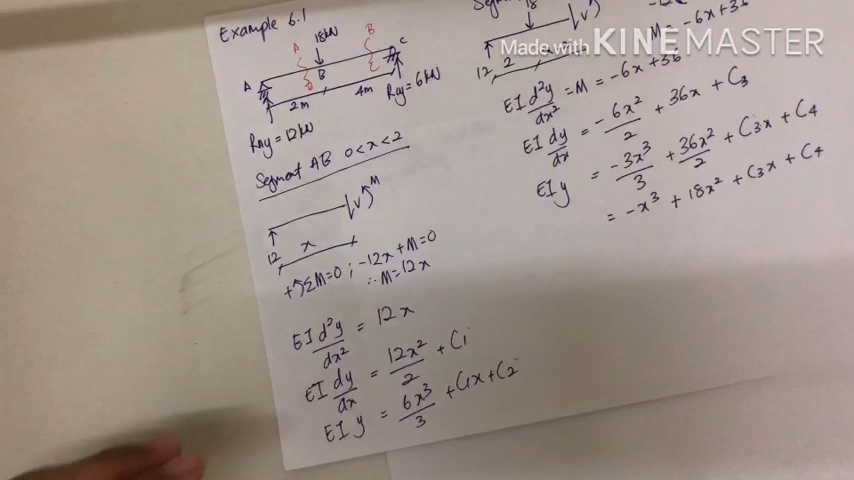 Example 6.1
18kN
A
B
C
A
B
B
2m
4m
RAy = 12kN
Rcy = 6kN
Segment AB 0 < x < 2
V
M
12
x
+↶ΣM=0 ; -12x + M = 0
∴ M = 12x
EI d²y/dx² = 12x
EI dy/dx = 12x²/2 + C1
EI y = 6x³/3 + C1x + C2
18
V
12
2
M = -6x + 36
EI d²y/dx² = M = -6x + 36
EI dy/dx = -6x²/2 + 36x + C3
EI y = -3x³/3 + 36x²/2 + C3x + C4
= -x³ + 18x² + C3x + C4
Made with KINEMASTER